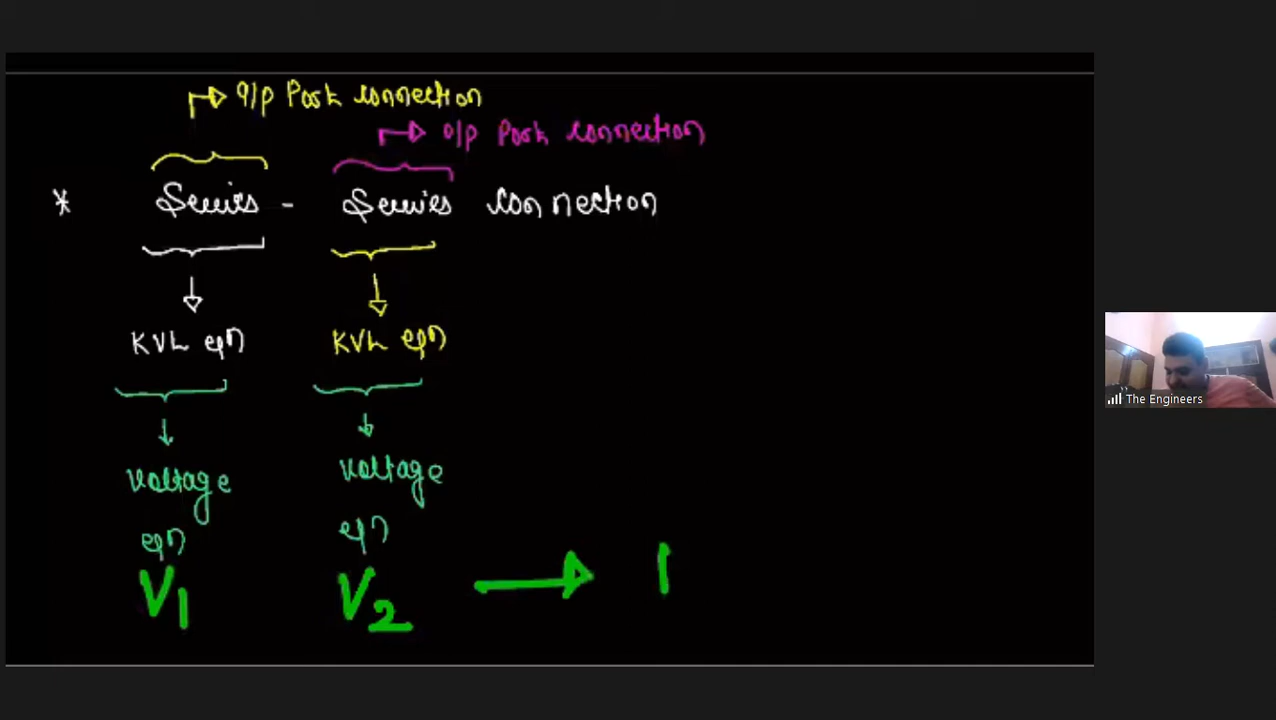 i/p Port connection
o/p Port connection
* Series - Series connection
KVL eqn KVL eqn
Voltage Voltage
eqn eqn
V1 V2
The Engineers